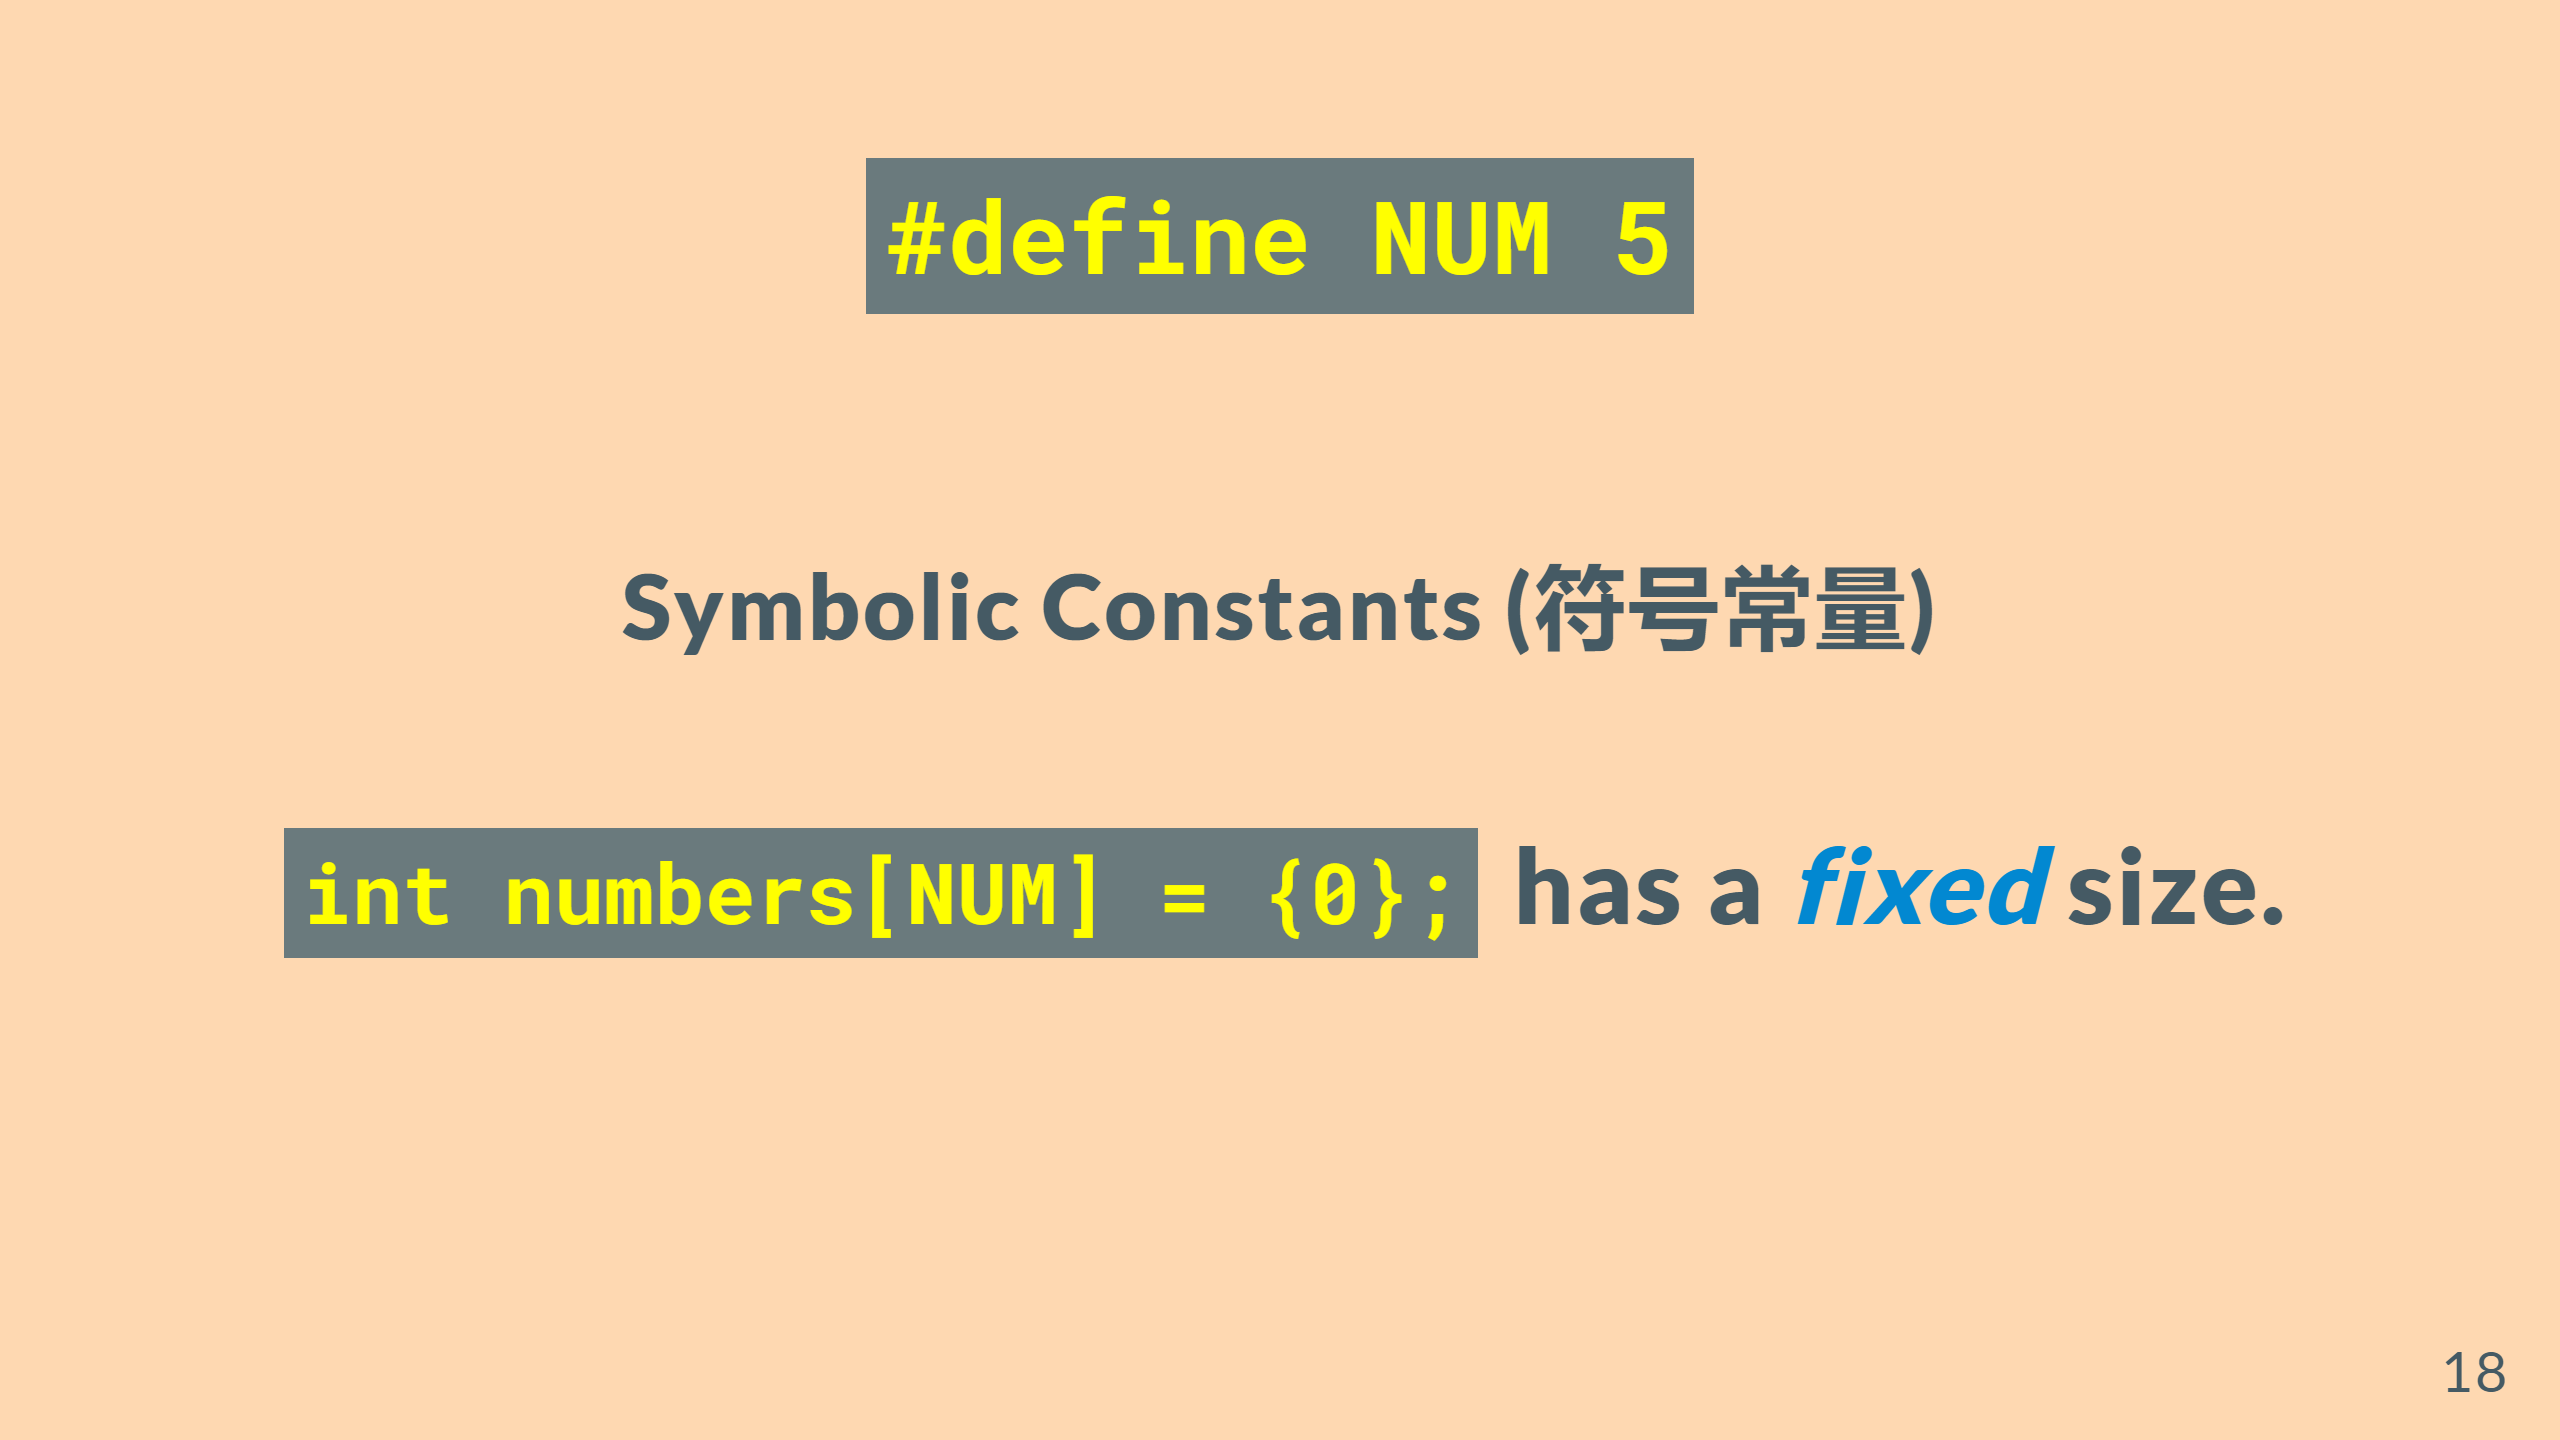 #define NUM 5
Symbolic Constants (符号常量)
int numbers[NUM] = {0}; has a fixed size.
18